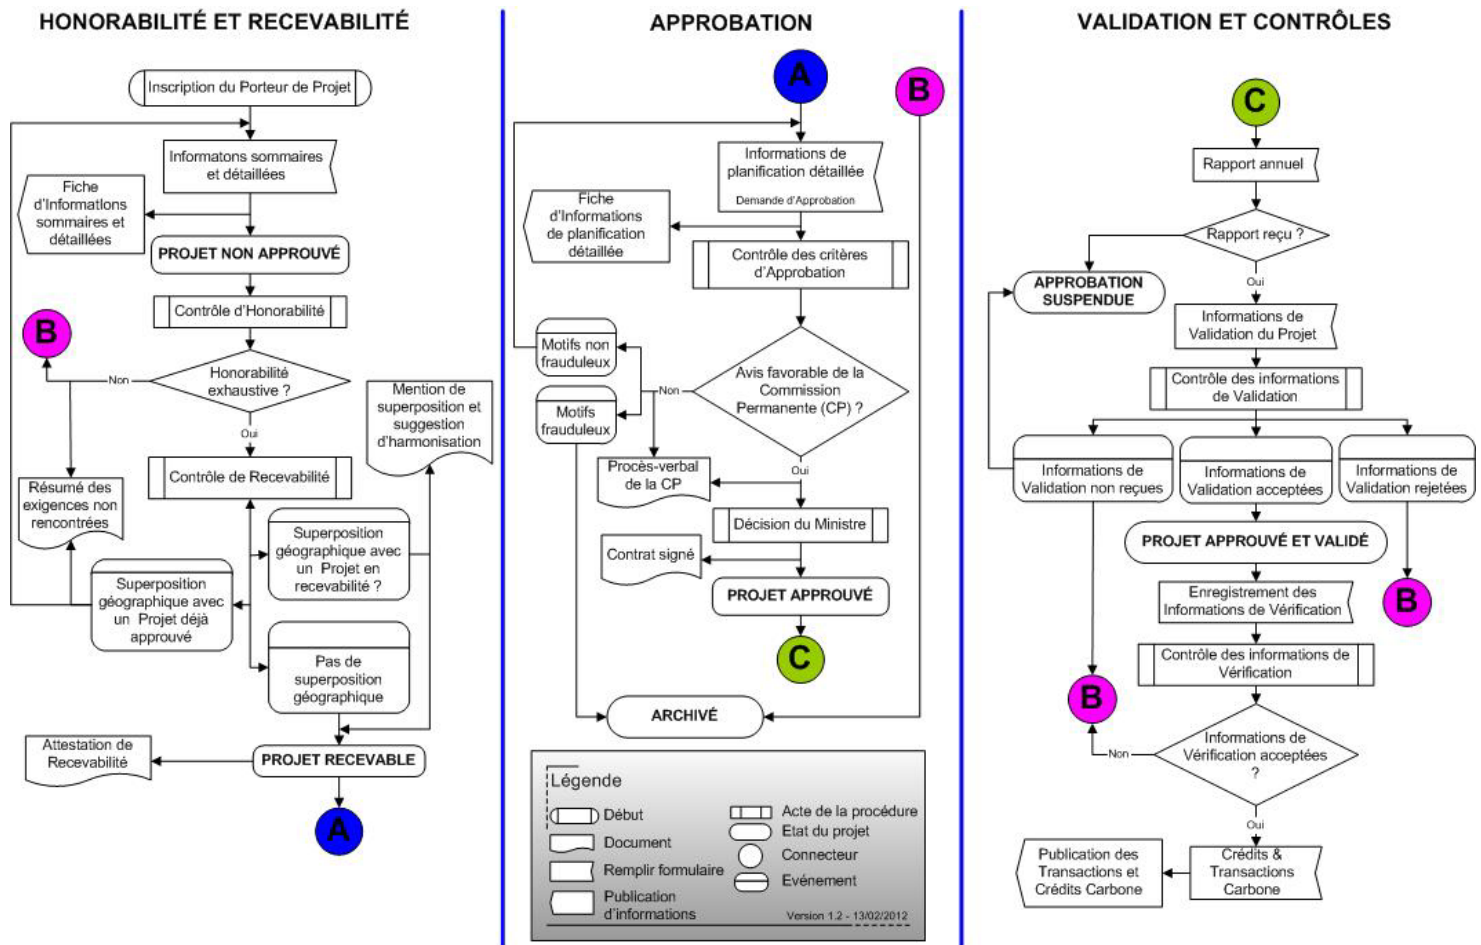 HONORABILITÉ ET RECEVABILITÉ
Inscription du Porteur de Projet
Informatons sommaires
et détaillées
Fiche
d'Informations
sommaires et
détaillées
PROJET NON APPROUVÉ
Contrôle d'Honorabilité
B
Honorabilité
exhaustive ?
Non
Oui
Mention de
superposition et
suggestion
d'harmonisation
Contrôle de Recevabilité
Résumé des
exigences non
rencontrées
Superposition
géographique avec
un Projet en
recevabilité ?
Superposition
géographique avec
un Projet déjà
approuvé
Pas de
superposition
géographique
Attestation de
Recevabilité
PROJET RECEVABLE
A
APPROBATION
A
B
Informations de
planification détaillée
Demande d'Approbation
Fiche
d'Informations
de planification
détaillée
Contrôle des critères
d'Approbation
Motifs non
frauduleux
Motifs
frauduleux
Non
Avis favorable de la
Commission
Permanente (CP) ?
Oui
Procès-verbal
de la CP
Décision du Ministre
Contrat signé
PROJET APPROUVÉ
C
ARCHIVÉ
Légende
Début
Document
Remplir formulaire
Publication
d'informations
Acte de la procédure
Etat du projet
Connecteur
Evénement
Version 1.2 - 13/02/2012
VALIDATION ET CONTRÔLES
C
Rapport annuel
Rapport reçu ?
Oui
APPROBATION
SUSPENDUE
Informations de
Validation du Projet
Contrôle des informations
de Validation
Informations de
Validation non reçues
Informations de
Validation acceptées
Informations de
Validation rejetées
PROJET APPROUVÉ ET VALIDÉ
Enregistrement des
Informations de Vérification
B
Contrôle des informations de
Vérification
B
Informations de
Vérification acceptées
?
Non
Oui
Publication des
Transactions et
Crédits Carbone
Crédits &
Transactions
Carbone